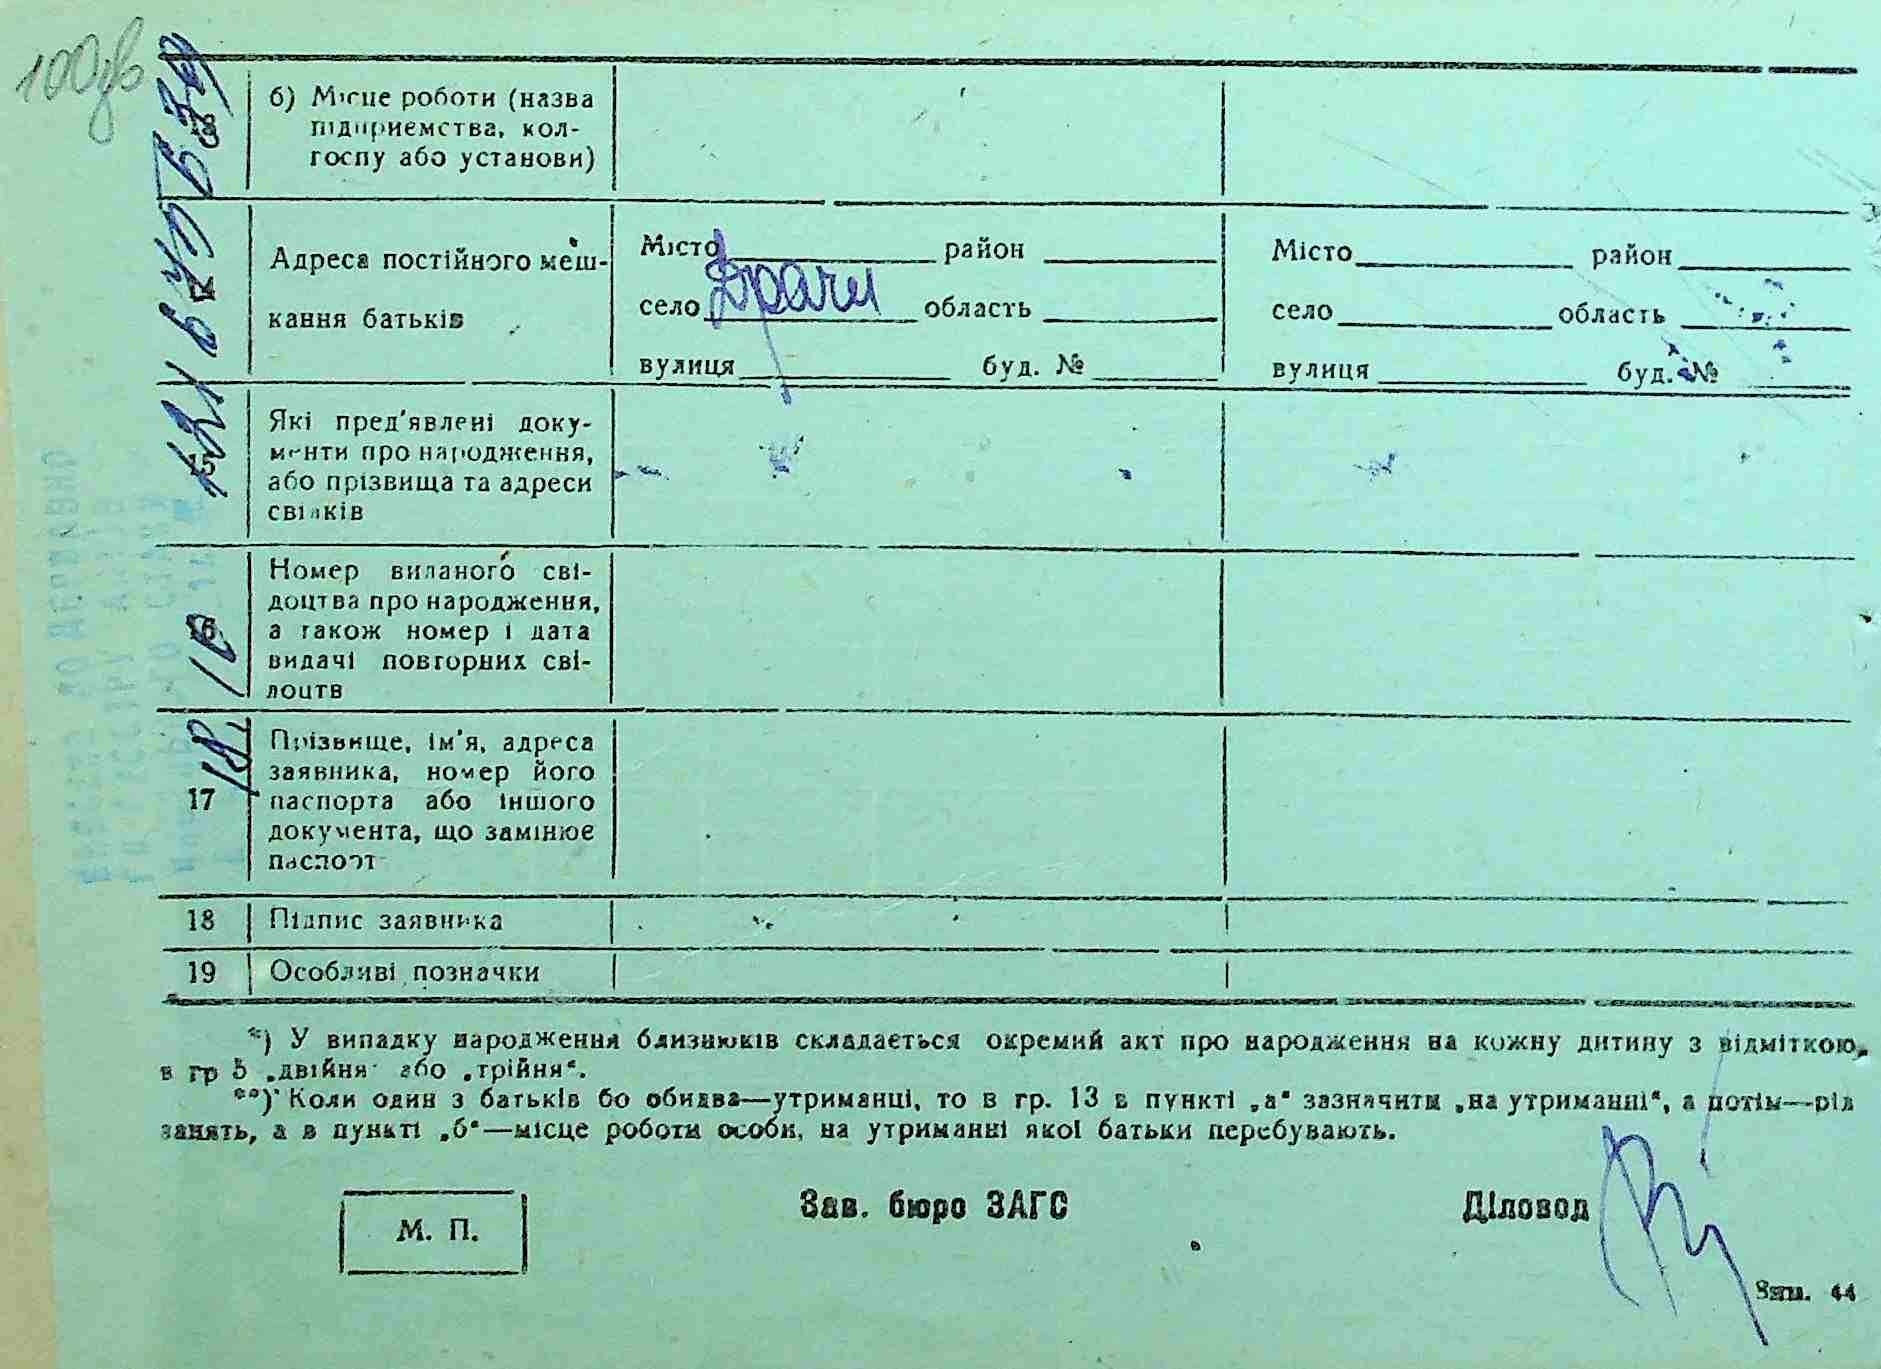 100зв
б) Місце роботи (назва
підприємства, кол-
госпу або установи)
Адреса постійного меш-
кання батьків
Місто район
село Драчи область
вулиця буд. №
Місто район
село область
вулиця буд. №
15
Які пред'явлені доку-
менти про народження,
або прізвища та адреси
свідків
16
Номер виданого сві-
доцтва про народження,
а також номер і дата
видачі повторних сві-
доцтв
17
Прізвище, ім'я, адреса
заявника, номер його
паспорта або іншого
документа, що замінює
паспорт
18 Підпис заявника
19 Особливі позначки
*) У випадку народження близнюків складається окремий акт про народження на кожну дитину з відміткою,
в гр 5 „двійня" або „трійня".
**) Коли один з батьків бо обидва—утриманці, то в гр. 13 в пункті „а" зазначити „на утриманні", а потім—рід
занять, а в пункті „б"—місце роботи особи, на утриманні якої батьки перебувають.
М. П.
Зав. бюро ЗАГС
Діловод
Зам. 44